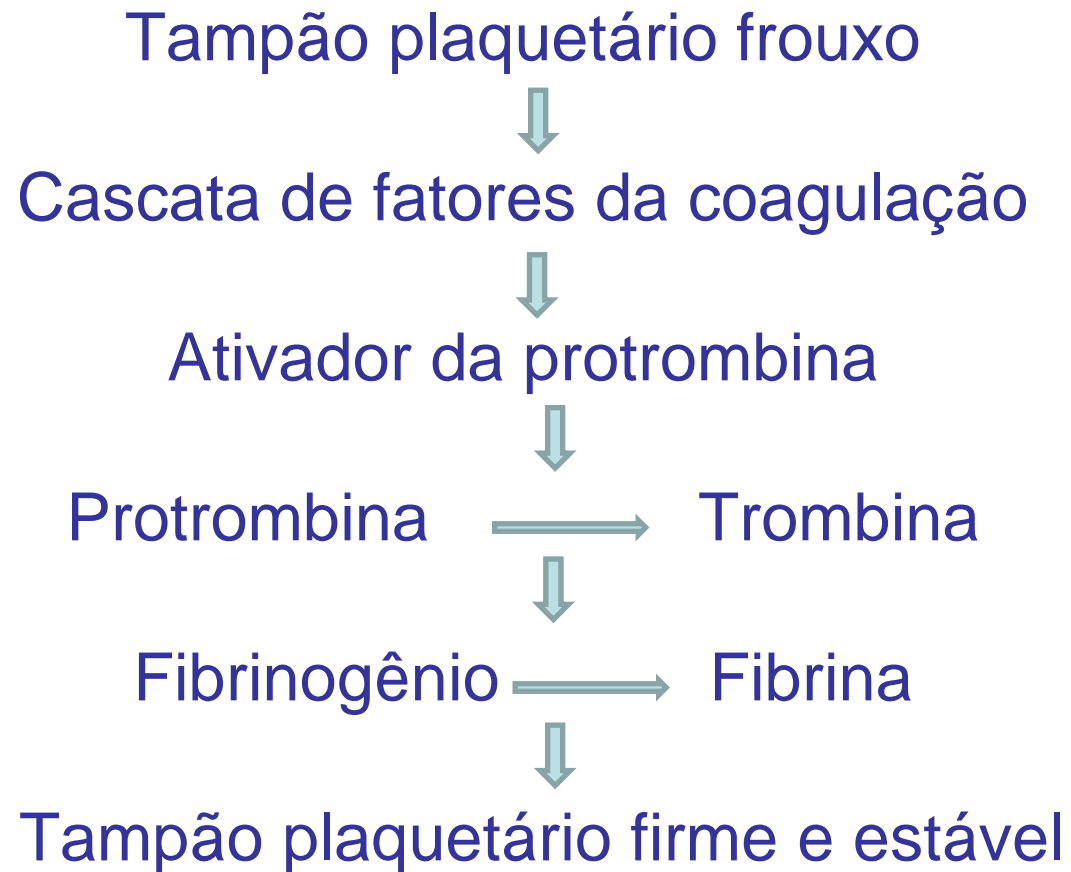 Tampão plaquetário frouxo
Cascata de fatores da coagulação
Ativador da protrombina
Protrombina Trombina
Fibrinogênio Fibrina
Tampão plaquetário firme e estável